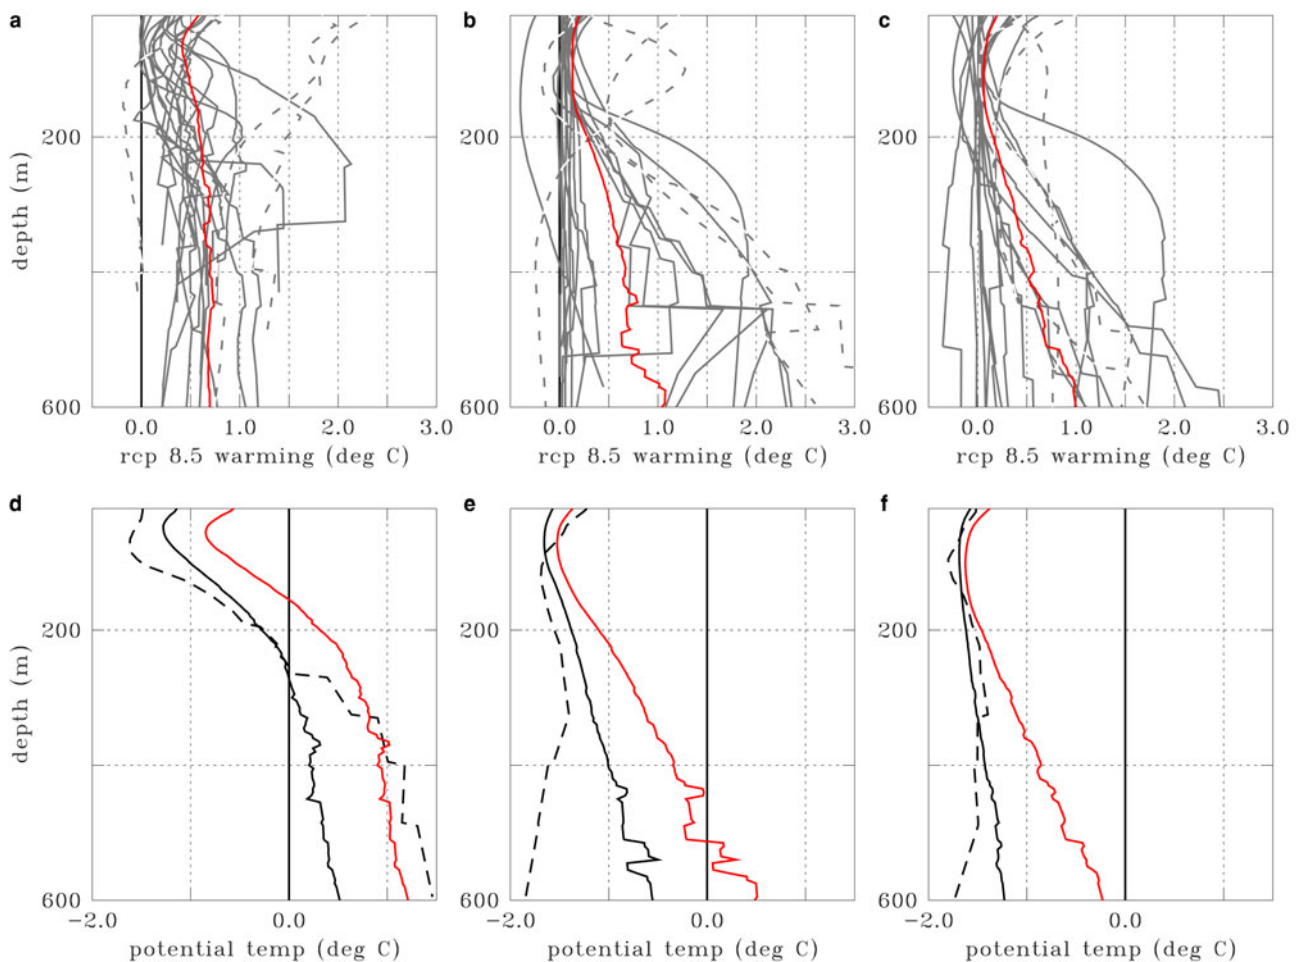 a
b
c
200
200
200
depth (m)
600
600
600
0.0 1.0 2.0 3.0
0.0 1.0 2.0 3.0
0.0 1.0 2.0 3.0
rcp 8.5 warming (deg C)
rcp 8.5 warming (deg C)
rcp 8.5 warming (deg C)
d
e
f
200
200
200
depth (m)
600
600
600
-2.0 0.0
-2.0 0.0
-2.0 0.0
potential temp (deg C)
potential temp (deg C)
potential temp (deg C)